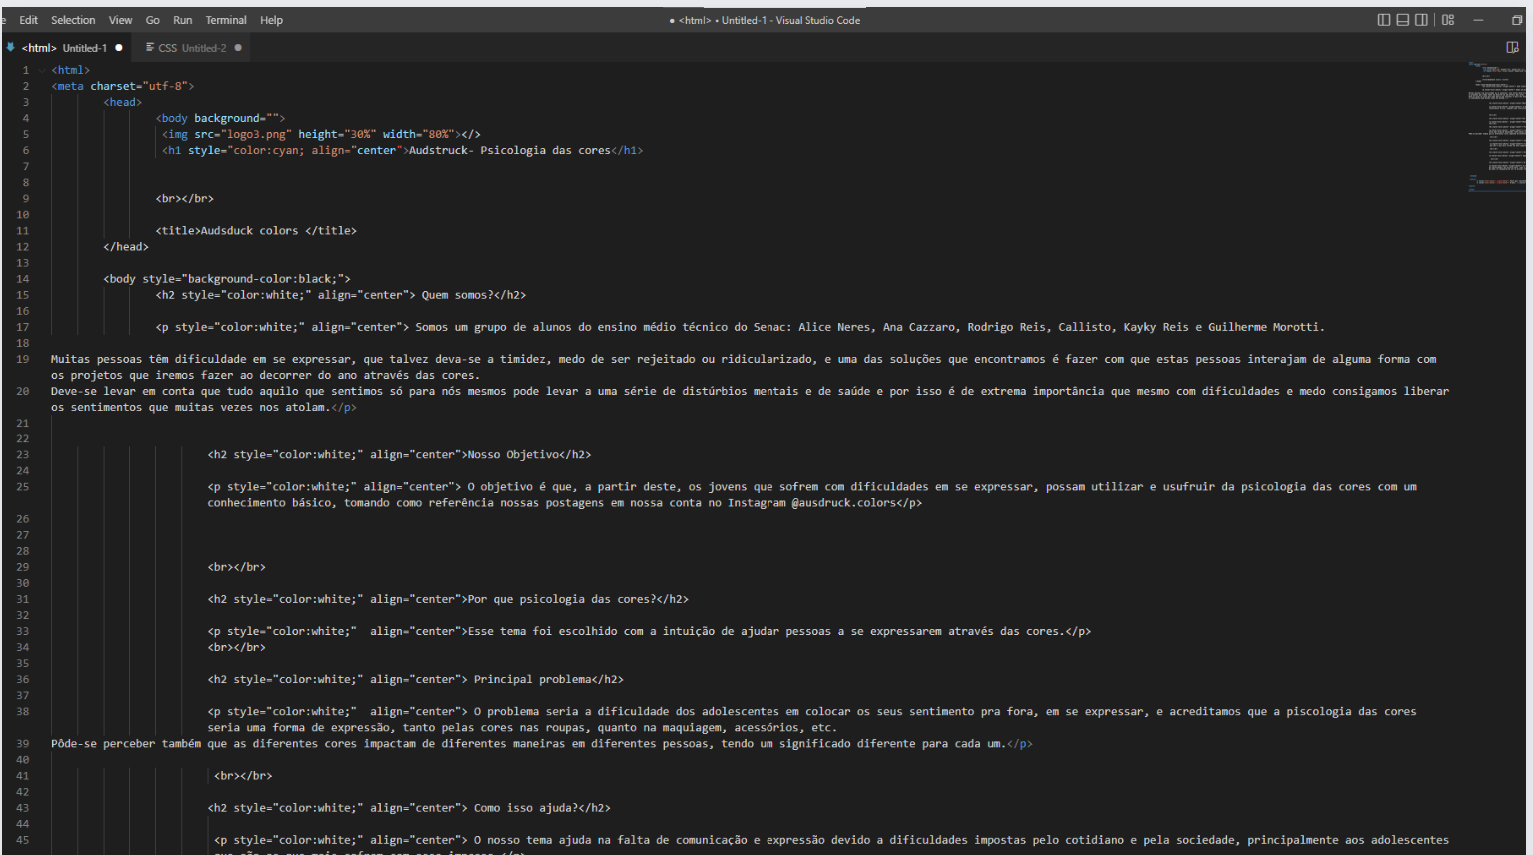 e Edit Selection View Go Run Terminal Help
● <html> • Untitled-1 - Visual Studio Code
<html> Untitled-1 ●
CSS Untitled-2 ●
1 <html>
2 <meta charset="utf-8">
3 <head>
4 <body background="">
5 <img src="logo3.png" height="30%" width="80%"></>
6 <h1 style="color:cyan; align="center">Audstruck- Psicologia das cores</h1>
7
8
9 <br></br>
10
11 <title>Audsduck colors </title>
12 </head>
13
14 <body style="background-color:black;">
15 <h2 style="color:white;" align="center"> Quem somos?</h2>
16
17 <p style="color:white;" align="center"> Somos um grupo de alunos do ensino médio técnico do Senac: Alice Neres, Ana Cazzaro, Rodrigo Reis, Callisto, Kayky Reis e Guilherme Morotti.
18
19 Muitas pessoas têm dificuldade em se expressar, que talvez deva-se a timidez, medo de ser rejeitado ou ridicularizado, e uma das soluções que encontramos é fazer com que estas pessoas interajam de alguma forma com
os projetos que iremos fazer ao decorrer do ano através das cores.
20 Deve-se levar em conta que tudo aquilo que sentimos só para nós mesmos pode levar a uma série de distúrbios mentais e de saúde e por isso é de extrema importância que mesmo com dificuldades e medo consigamos liberar
os sentimentos que muitas vezes nos atolam.</p>
21
22
23 <h2 style="color:white;" align="center">Nosso Objetivo</h2>
24
25 <p style="color:white;" align="center"> O objetivo é que, a partir deste, os jovens que sofrem com dificuldades em se expressar, possam utilizar e usufruir da psicologia das cores com um
conhecimento básico, tomando como referência nossas postagens em nossa conta no Instagram @ausdruck.colors</p>
26
27
28
29 <br></br>
30
31 <h2 style="color:white;" align="center">Por que psicologia das cores?</h2>
32
33 <p style="color:white;" align="center">Esse tema foi escolhido com a intuição de ajudar pessoas a se expressarem através das cores.</p>
34 <br></br>
35
36 <h2 style="color:white;" align="center"> Principal problema</h2>
37
38 <p style="color:white;" align="center"> O problema seria a dificuldade dos adolescentes em colocar os seus sentimento pra fora, em se expressar, e acreditamos que a piscologia das cores
seria uma forma de expressão, tanto pelas cores nas roupas, quanto na maquiagem, acessórios, etc.
39 Pôde-se perceber também que as diferentes cores impactam de diferentes maneiras em diferentes pessoas, tendo um significado diferente para cada um.</p>
40
41 <br></br>
42
43 <h2 style="color:white;" align="center"> Como isso ajuda?</h2>
44
45 <p style="color:white;" align="center"> O nosso tema ajuda na falta de comunicação e expressão devido a dificuldades impostas pelo cotidiano e pela sociedade, principalmente aos adolescentes